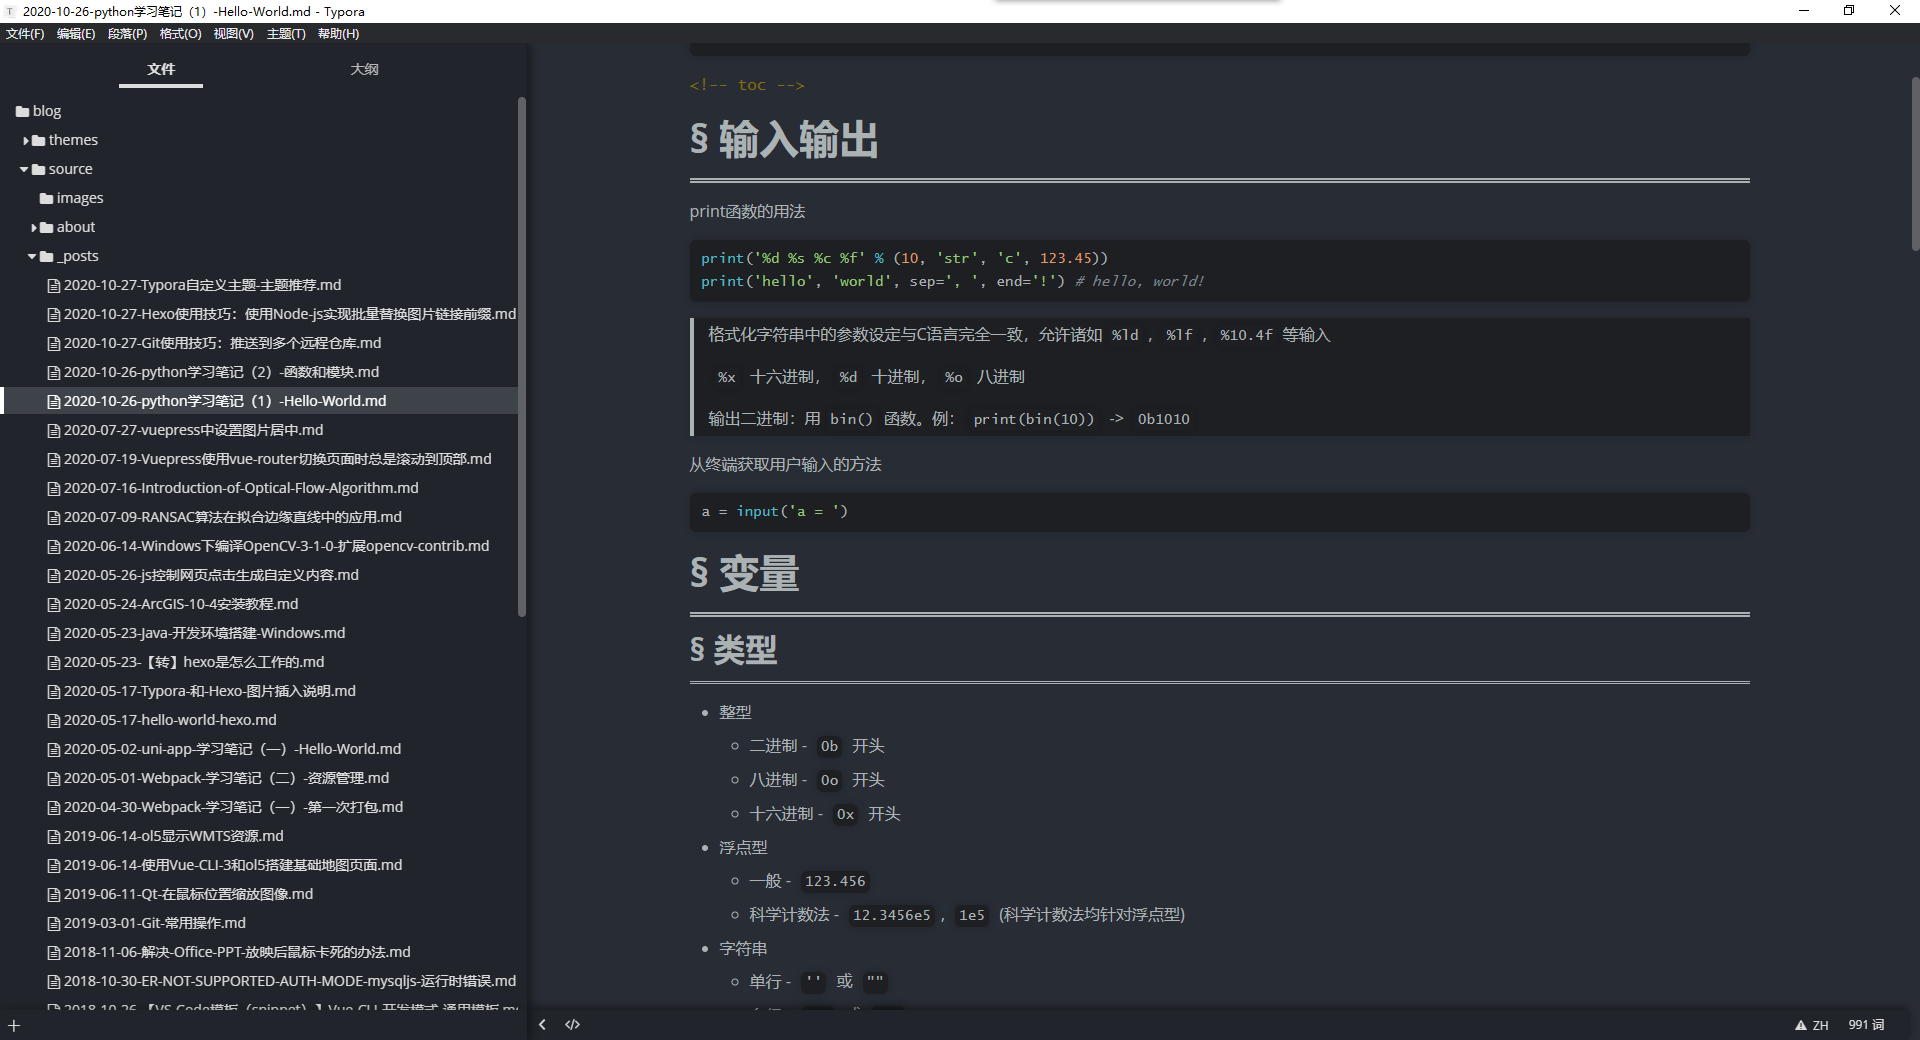 2020-10-26-python学习笔记（1）-Hello-World.md - Typora
文件(F) 编辑(E) 段落(P) 格式(O) 视图(V) 主题(T) 帮助(H)
文件 大纲
blog
themes
source
images
about
_posts
2020-10-27-Typora自定义主题-主题推荐.md
2020-10-27-Hexo使用技巧：使用Node-js实现批量替换图片链接前缀.md
2020-10-27-Git使用技巧：推送到多个远程仓库.md
2020-10-26-python学习笔记（2）-函数和模块.md
2020-10-26-python学习笔记（1）-Hello-World.md
2020-07-27-vuepress中设置图片居中.md
2020-07-19-Vuepress使用vue-router切换页面时总是滚动到顶部.md
2020-07-16-Introduction-of-Optical-Flow-Algorithm.md
2020-07-09-RANSAC算法在拟合边缘直线中的应用.md
2020-06-14-Windows下编译OpenCV-3-1-0-扩展opencv-contrib.md
2020-05-26-js控制网页点击生成自定义内容.md
2020-05-24-ArcGIS-10-4安装教程.md
2020-05-23-Java-开发环境搭建-Windows.md
2020-05-23-【转】hexo是怎么工作的.md
2020-05-17-Typora-和-Hexo-图片插入说明.md
2020-05-17-hello-world-hexo.md
2020-05-02-uni-app-学习笔记（一）-Hello-World.md
2020-05-01-Webpack-学习笔记（二）-资源管理.md
2020-04-30-Webpack-学习笔记（一）-第一次打包.md
2019-06-14-ol5显示WMTS资源.md
2019-06-14-使用Vue-CLI-3和ol5搭建基础地图页面.md
2019-06-11-Qt-在鼠标位置缩放图像.md
2019-03-01-Git-常用操作.md
2018-11-06-解决-Office-PPT-放映后鼠标卡死的办法.md
2018-10-30-ER-NOT-SUPPORTED-AUTH-MODE-mysqljs-运行时错误.md
2018-10-26-【VS Code模板（snippet）】Vue CLI 开发模式-通用模板.md
<!-- toc -->
§ 输入输出
print函数的用法
print('%d %s %c %f' % (10, 'str', 'c', 123.45))
print('hello', 'world', sep=', ', end='!') # hello, world!
格式化字符串中的参数设定与C语言完全一致，允许诸如 %ld ， %lf ， %10.4f 等输入
%x 十六进制， %d 十进制， %o 八进制
输出二进制：用 bin() 函数。例： print(bin(10)) -> 0b1010
从终端获取用户输入的方法
a = input('a = ')
§ 变量
§ 类型
整型
二进制 - 0b 开头
八进制 - 0o 开头
十六进制 - 0x 开头
浮点型
一般 - 123.456
科学计数法 - 12.3456e5 ， 1e5 (科学计数法均针对浮点型)
字符串
单行 - '' 或 ""
+ </> ZH 991 词